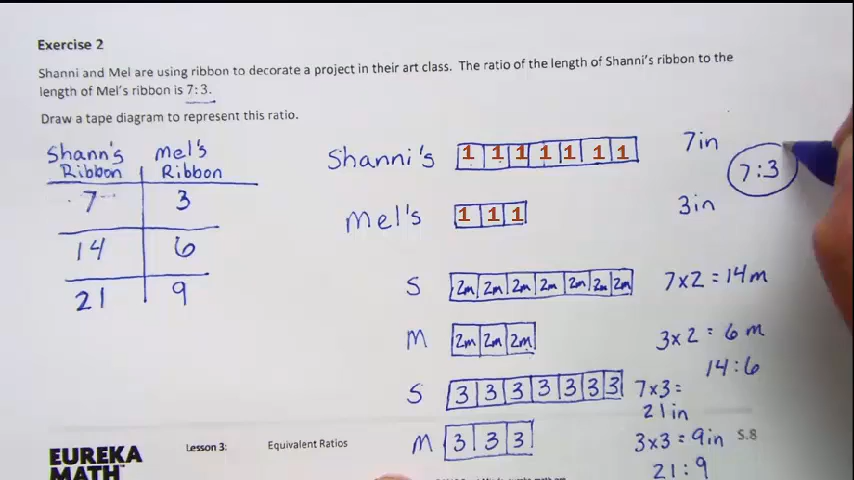 Exercise 2
Shanni and Mel are using ribbon to decorate a project in their art class. The ratio of the length of Shanni's ribbon to the
length of Mel's ribbon is 7:3.
Draw a tape diagram to represent this ratio.
Shann's Mel's
Ribbon Ribbon
7 3
14 6
21 9
Shanni's 1 1 1 1 1 1 1 7in
7:3
Mel's 1 1 1 3in
S 2m 2m 2m 2m 2m 2m 2m 7x2 = 14m
M 2m 2m 2m 3x2 = 6m
14:6
S 3 3 3 3 3 3 3 7x3 =
21in
M 3 3 3 3x3 = 9in
21:9
EUREKA
MATH™
Lesson 3: Equivalent Ratios
S.8